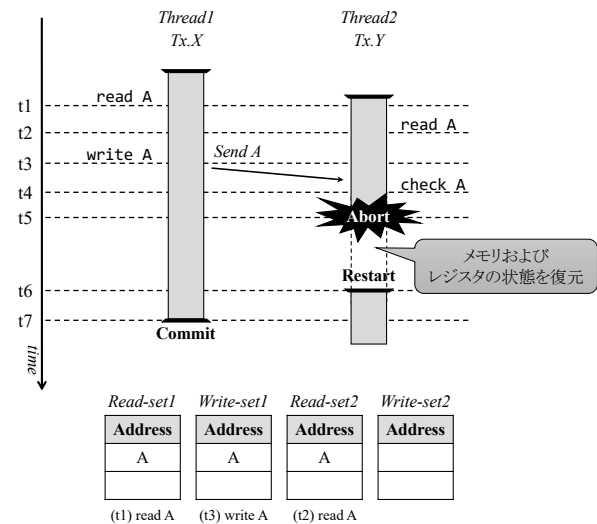 Thread1 Thread2
Tx.X Tx.Y
t1 read A
t2 read A
t3 write A Send A
t4 check A
t5 Abort
メモリおよび
レジスタの状態を復元
Restart
t6
t7
Commit
time
Read-set1 Write-set1 Read-set2 Write-set2
Address Address Address Address
A A A
(t1) read A (t3) write A (t2) read A